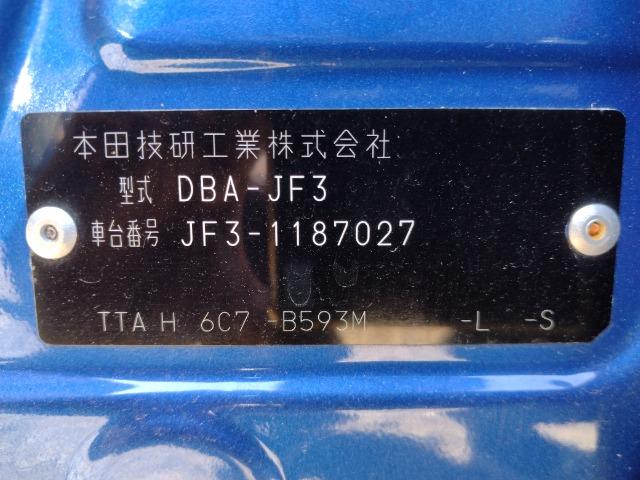 本田技研工業株式会社
型式 DBA-JF3
車台番号 JF3-1187027
TTA H 6C7 -B593M -L -S